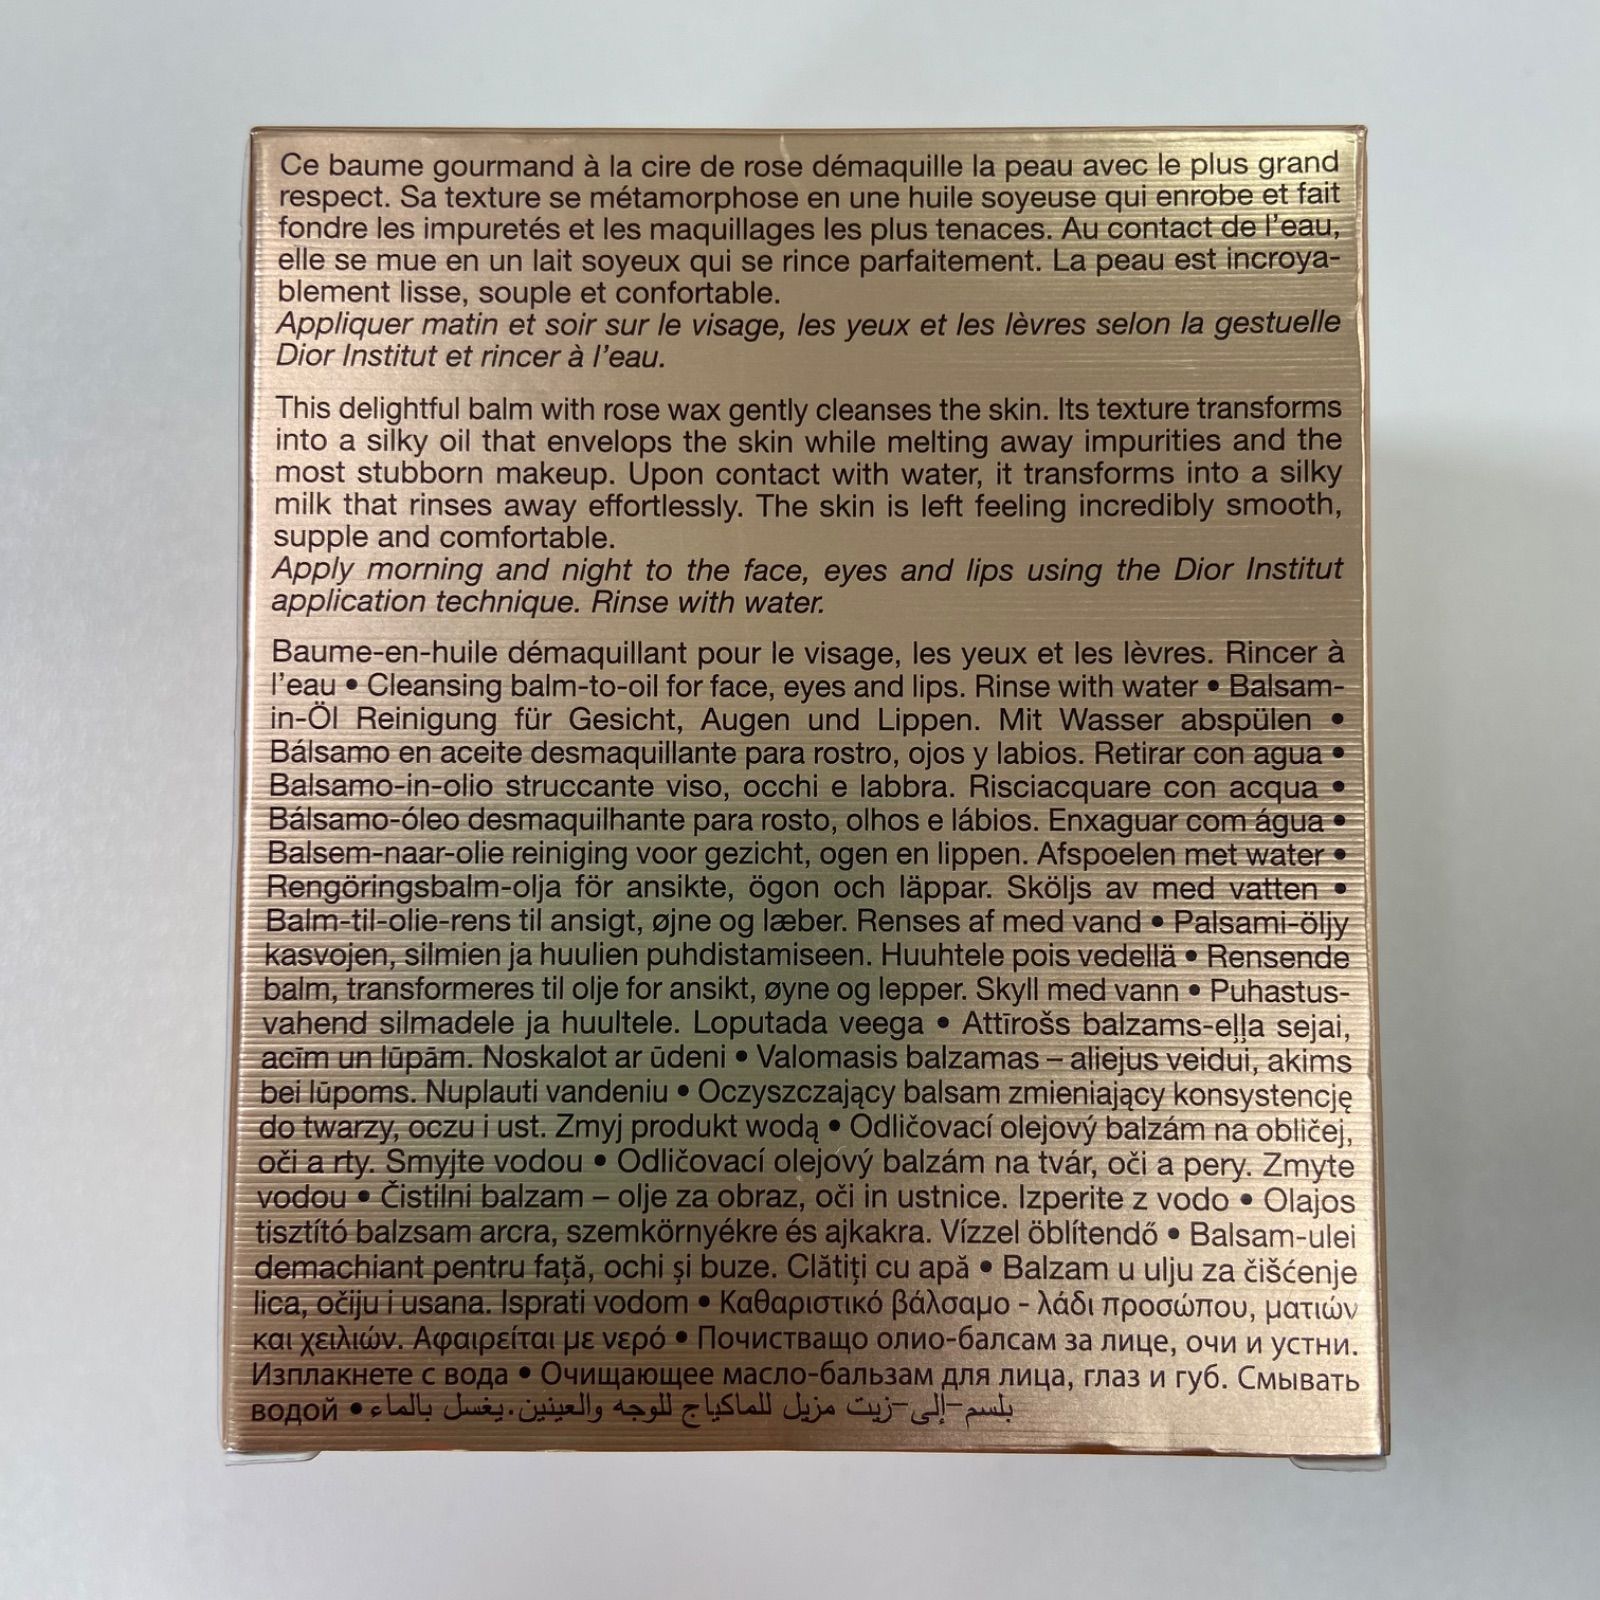 Ce baume gourmand à la cire de rose démaquille la peau avec le plus grand
respect. Sa texture se métamorphose en une huile soyeuse qui enrobe et fait
fondre les impuretés et les maquillages les plus tenaces. Au contact de l'eau,
elle se mue en un lait soyeux qui se rince parfaitement. La peau est incroya-
blement lisse, souple et confortable.
Appliquer matin et soir sur le visage, les yeux et les lèvres selon la gestuelle
Dior Institut et rincer à l'eau.
This delightful balm with rose wax gently cleanses the skin. Its texture transforms
into a silky oil that envelops the skin while melting away impurities and the
most stubborn makeup. Upon contact with water, it transforms into a silky
milk that rinses away effortlessly. The skin is left feeling incredibly smooth,
supple and comfortable.
Apply morning and night to the face, eyes and lips using the Dior Institut
application technique. Rinse with water.
Baume-en-huile démaquillant pour le visage, les yeux et les lèvres. Rincer à
l'eau • Cleansing balm-to-oil for face, eyes and lips. Rinse with water • Balsam-
in-Öl Reinigung für Gesicht, Augen und Lippen. Mit Wasser abspülen •
Bálsamo en aceite desmaquillante para rostro, ojos y labios. Retirar con agua •
Balsamo-in-olio struccante viso, occhi e labbra. Risciacquare con acqua •
Bálsamo-óleo desmaquilhante para rosto, olhos e lábios. Enxaguar com água •
Balsem-naar-olie reiniging voor gezicht, ogen en lippen. Afspoelen met water •
Rengöringsbalm-olja för ansikte, ögon och läppar. Sköljs av med vatten •
Balm-til-olie-rens til ansigt, øjne og læber. Renses af med vand • Palsami-öljy
kasvojen, silmien ja huulien puhdistamiseen. Huuhtele pois vedellä • Rensende
balm, transformeres til olje for ansikt, øyne og lepper. Skyll med vann • Puhastus-
vahend silmadele ja huultele. Loputada veega • Attīrošs balzams-eļļa sejai,
acīm un lūpām. Noskalot ar ūdeni • Valomasis balzamas – aliejus veidui, akims
bei lūpoms. Nuplauti vandeniu • Oczyszczający balsam zmieniający konsystencję
do twarzy, oczu i ust. Zmyj produkt wodą • Odličovací olejový balzám na obličej,
oči a rty. Smyjte vodou • Odličovací olejový balzám na tvár, oči a pery. Zmyte
vodou • Čistilni balzam – olje za obraz, oči in ustnice. Izperite z vodo • Olajos
tisztító balzsam arcra, szemkörnyékre és ajkakra. Vízzel öblítendő • Balsam-ulei
demachiant pentru față, ochi și buze. Clătiți cu apă • Balzam u ulju za čišćenje
lica, očiju i usana. Isprati vodom • Καθαριστικό βάλσαμο - λάδι προσώπου, ματιών
και χειλιών. Αφαιρείται με νερό • Почистващо олио-балсам за лице, очи и устни.
Изплакнете с вода • Очищающее масло-бальзам для лица, глаз и губ. Смывать
водой • بلسم-إلى-زيت مزيل للماكياج للوجه والعينين. يغسل بالماء